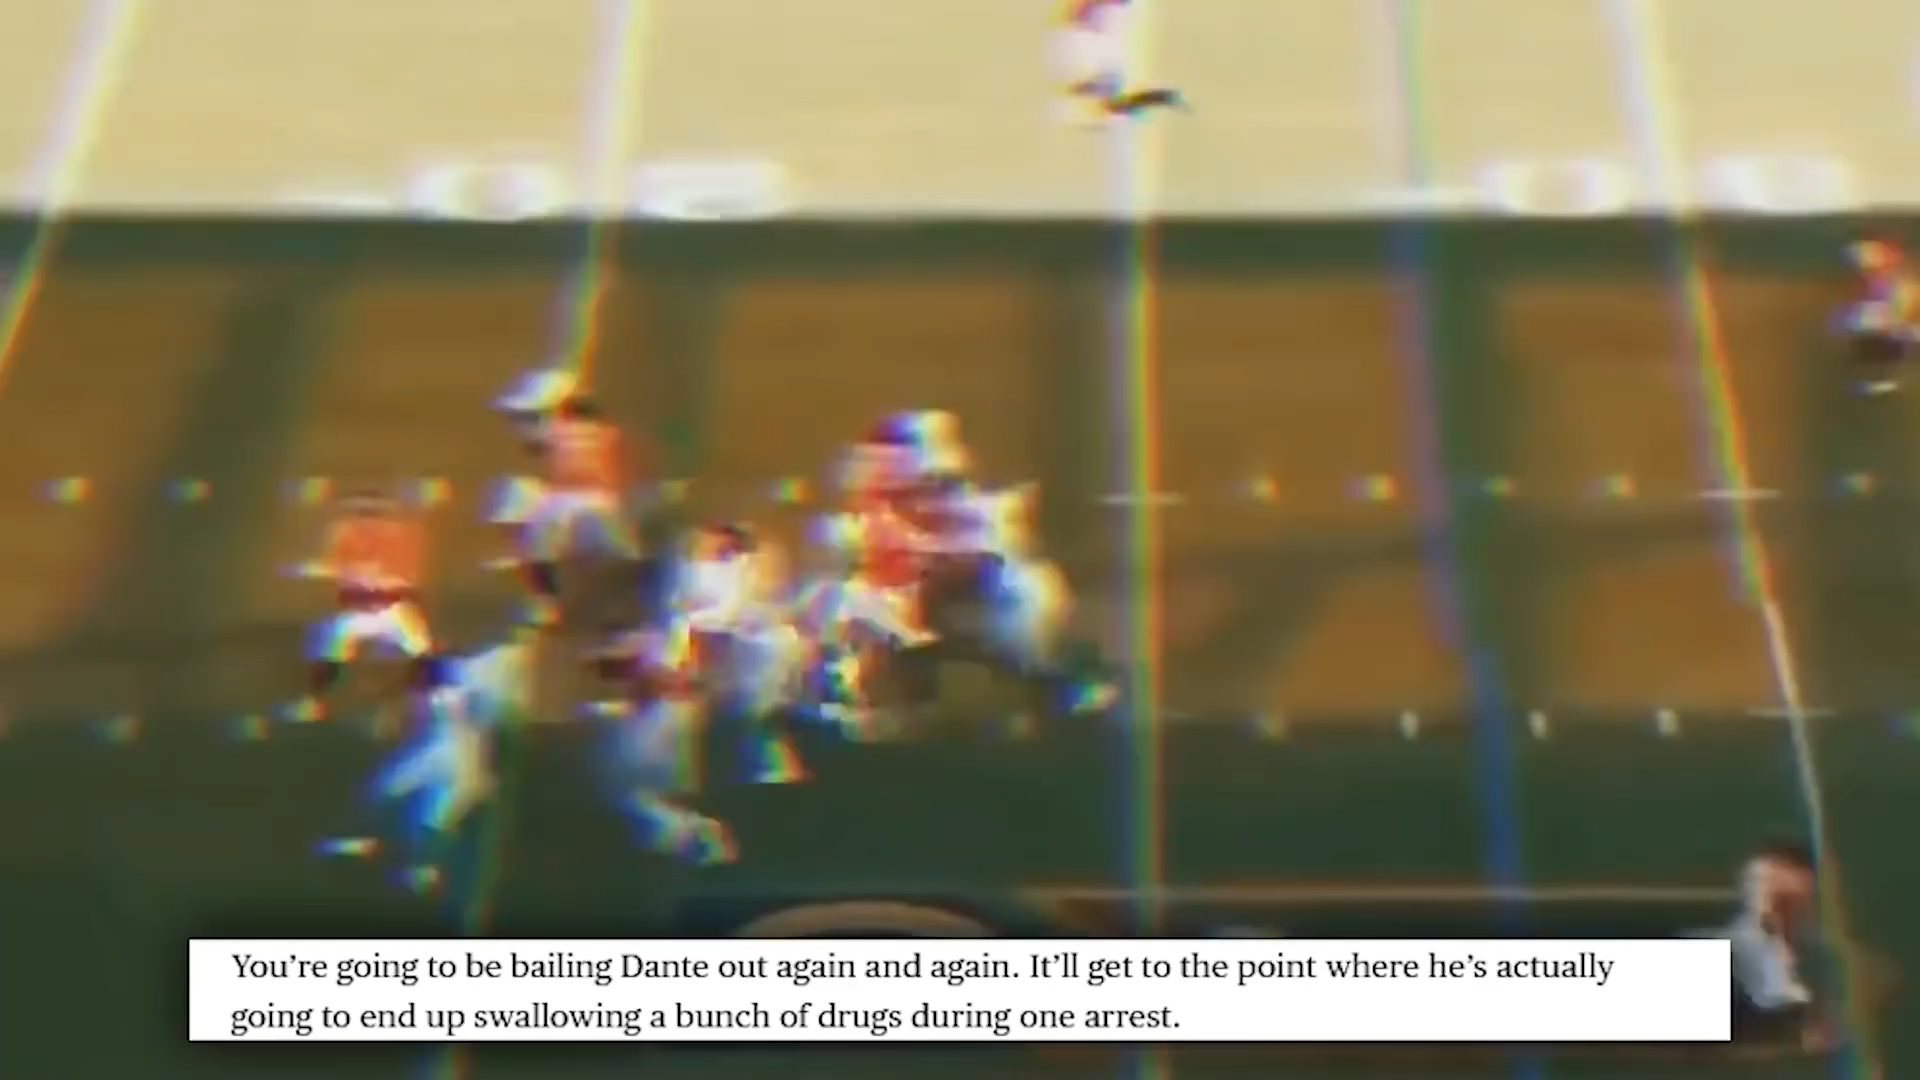 You’re going to be bailing Dante out again and again. It’ll get to the point where he’s actually
going to end up swallowing a bunch of drugs during one arrest.